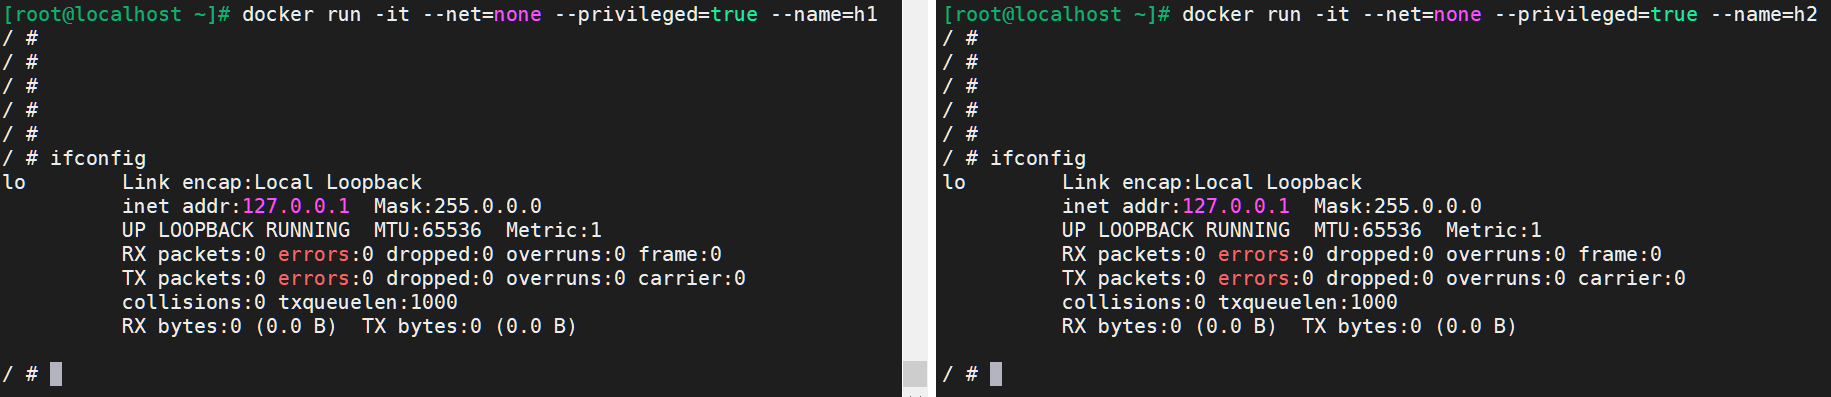 [root@localhost ~]# docker run -it --net=none --privileged=true --name=h1
/ #
/ #
/ #
/ #
/ #
/ # ifconfig
lo        Link encap:Local Loopback
          inet addr:127.0.0.1  Mask:255.0.0.0
          UP LOOPBACK RUNNING  MTU:65536  Metric:1
          RX packets:0 errors:0 dropped:0 overruns:0 frame:0
          TX packets:0 errors:0 dropped:0 overruns:0 carrier:0
          collisions:0 txqueuelen:1000
          RX bytes:0 (0.0 B)  TX bytes:0 (0.0 B)
/ #
[root@localhost ~]# docker run -it --net=none --privileged=true --name=h2
/ #
/ #
/ #
/ #
/ #
/ # ifconfig
lo        Link encap:Local Loopback
          inet addr:127.0.0.1  Mask:255.0.0.0
          UP LOOPBACK RUNNING  MTU:65536  Metric:1
          RX packets:0 errors:0 dropped:0 overruns:0 frame:0
          TX packets:0 errors:0 dropped:0 overruns:0 carrier:0
          collisions:0 txqueuelen:1000
          RX bytes:0 (0.0 B)  TX bytes:0 (0.0 B)
/ #